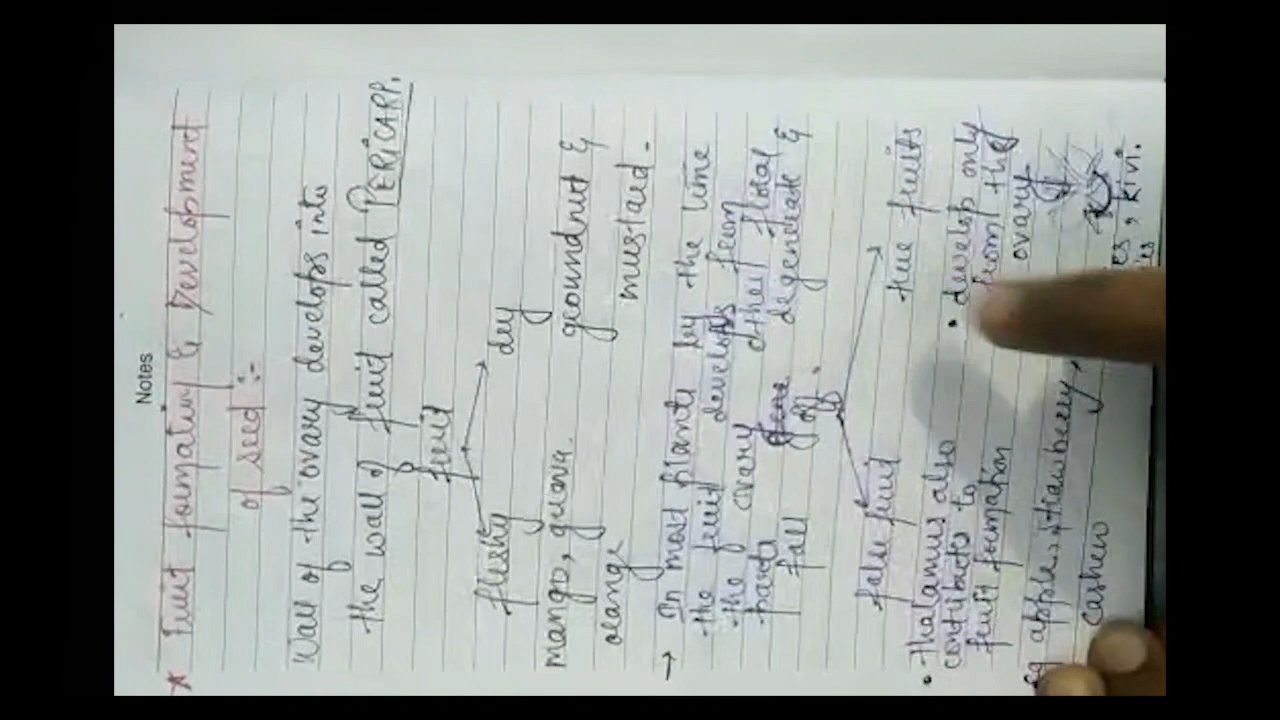 Notes
* Fruit formation & Development
of seed :-
Wall of the ovary develops into
the wall of fruit called PERICARP.
fruit
fleshy dry
mango, guava. groundnut &
orange mustard.
→ In most plants by the time
the fruit develops from
the ovary other floral
parts degenerate &
fall off.
false fruit true fruits
• Thalamus also • develop only
contributes to from the
fruit formation ovary
eg apple, strawberry,
cashew kivi.